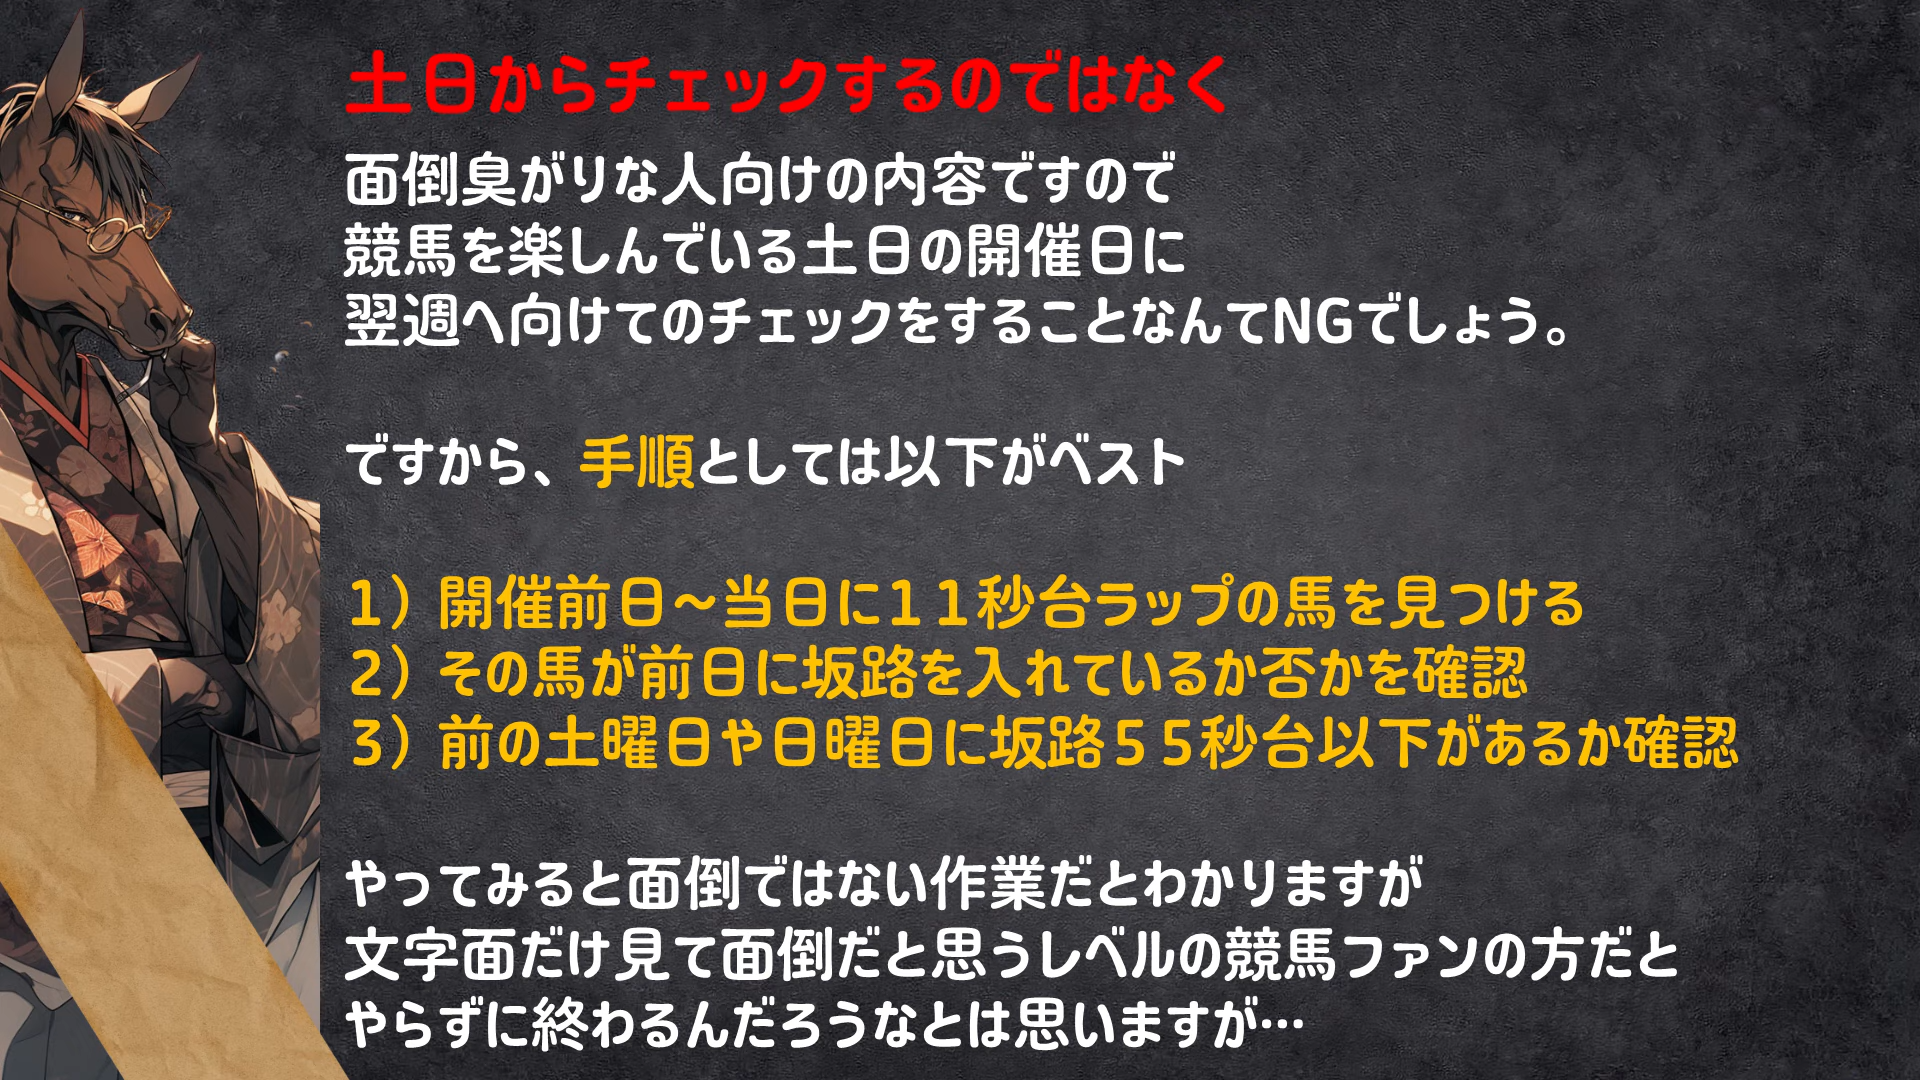 土日からチェックするのではなく
面倒臭がりな人向けの内容ですので
競馬を楽しんでいる土日の開催日に
翌週へ向けてのチェックをすることなんてNGでしょう。
ですから、手順としては以下がベスト
１）開催前日～当日に１１秒台ラップの馬を見つける
２）その馬が前日に坂路を入れているか否かを確認
３）前の土曜日や日曜日に坂路５５秒台以下があるか確認
やってみると面倒ではない作業だとわかりますが
文字面だけ見て面倒だと思うレベルの競馬ファンの方だと
やらずに終わるんだろうなとは思いますが…